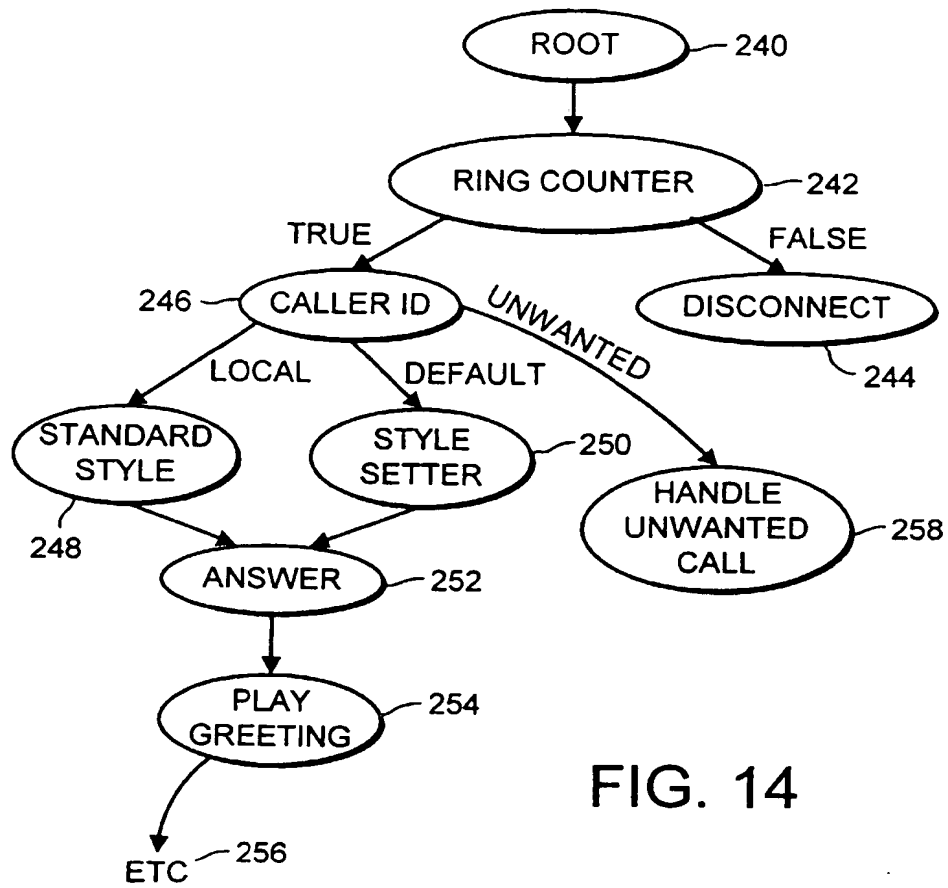 ROOT
240
RING COUNTER
242
TRUE
FALSE
246
CALLER ID
UNWANTED
DISCONNECT
244
LOCAL
DEFAULT
STANDARD
STYLE
248
STYLE
SETTER
250
HANDLE
UNWANTED
CALL
258
ANSWER
252
PLAY
GREETING
254
ETC
256
FIG. 14